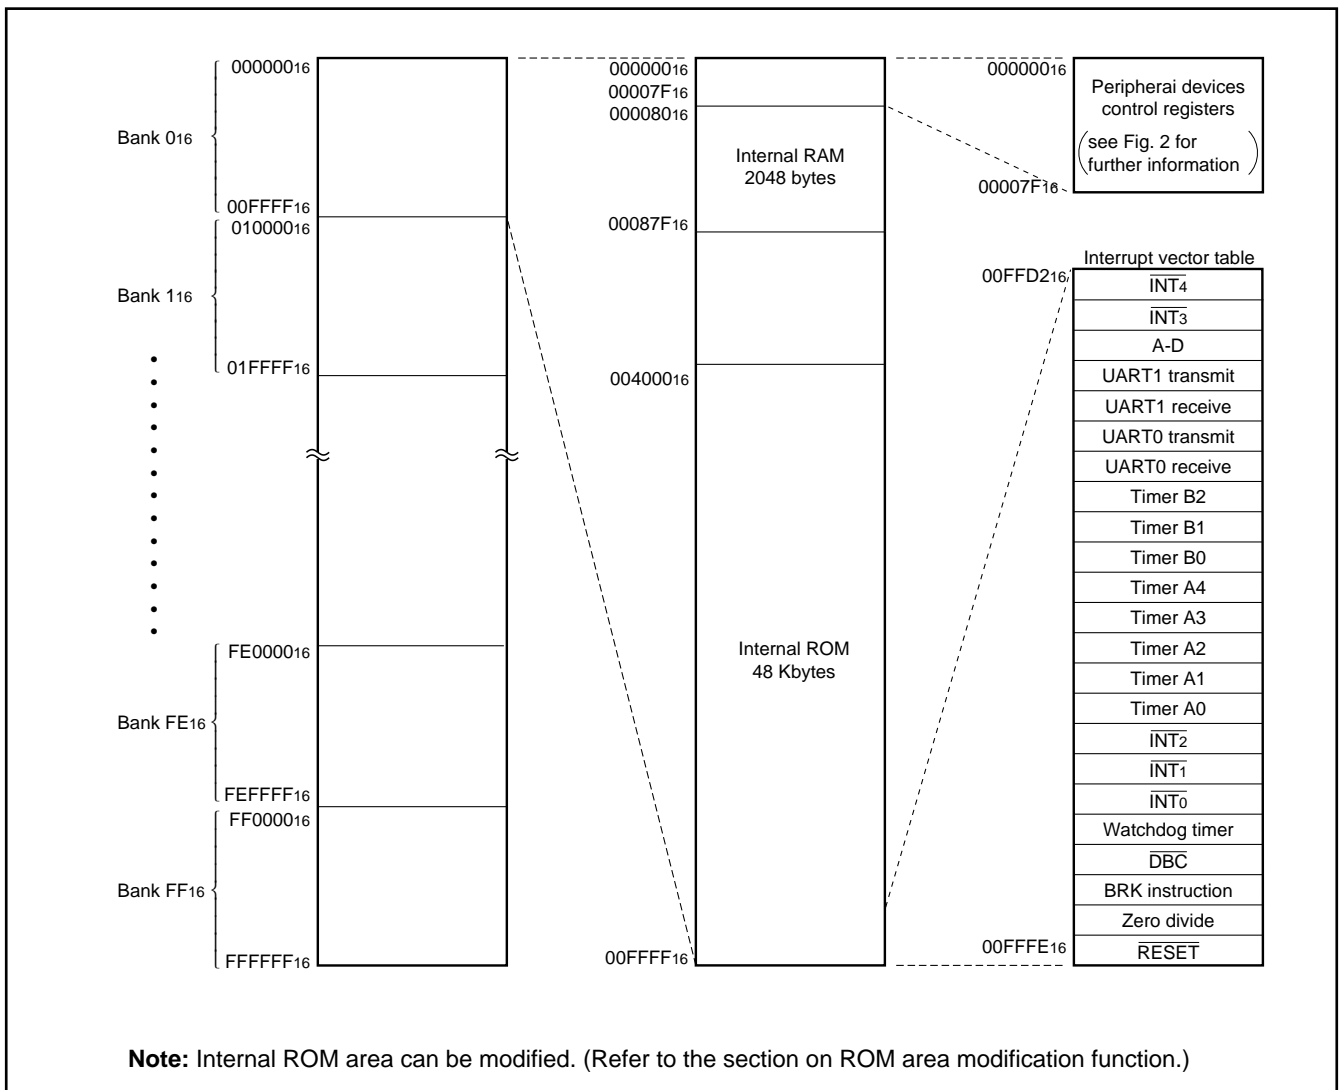 000000₁₆
Bank 0₁₆
00FFFF₁₆
010000₁₆
Bank 1₁₆
01FFFF₁₆
FE0000₁₆
Bank FE₁₆
FEFFFF₁₆
FF0000₁₆
Bank FF₁₆
FFFFFF₁₆
000000₁₆
00007F₁₆
000080₁₆
Internal RAM
2048 bytes
00087F₁₆
004000₁₆
Internal ROM
48 Kbytes
00FFFF₁₆
000000₁₆
Peripherai devices
control registers
(see Fig. 2 for
further information)
00007F₁₆
Interrupt vector table
00FFD2₁₆
INT4
INT3
A-D
UART1 transmit
UART1 receive
UART0 transmit
UART0 receive
Timer B2
Timer B1
Timer B0
Timer A4
Timer A3
Timer A2
Timer A1
Timer A0
INT2
INT1
INT0
Watchdog timer
DBC
BRK instruction
Zero divide
00FFFE₁₆
RESET
Note: Internal ROM area can be modified. (Refer to the section on ROM area modification function.)